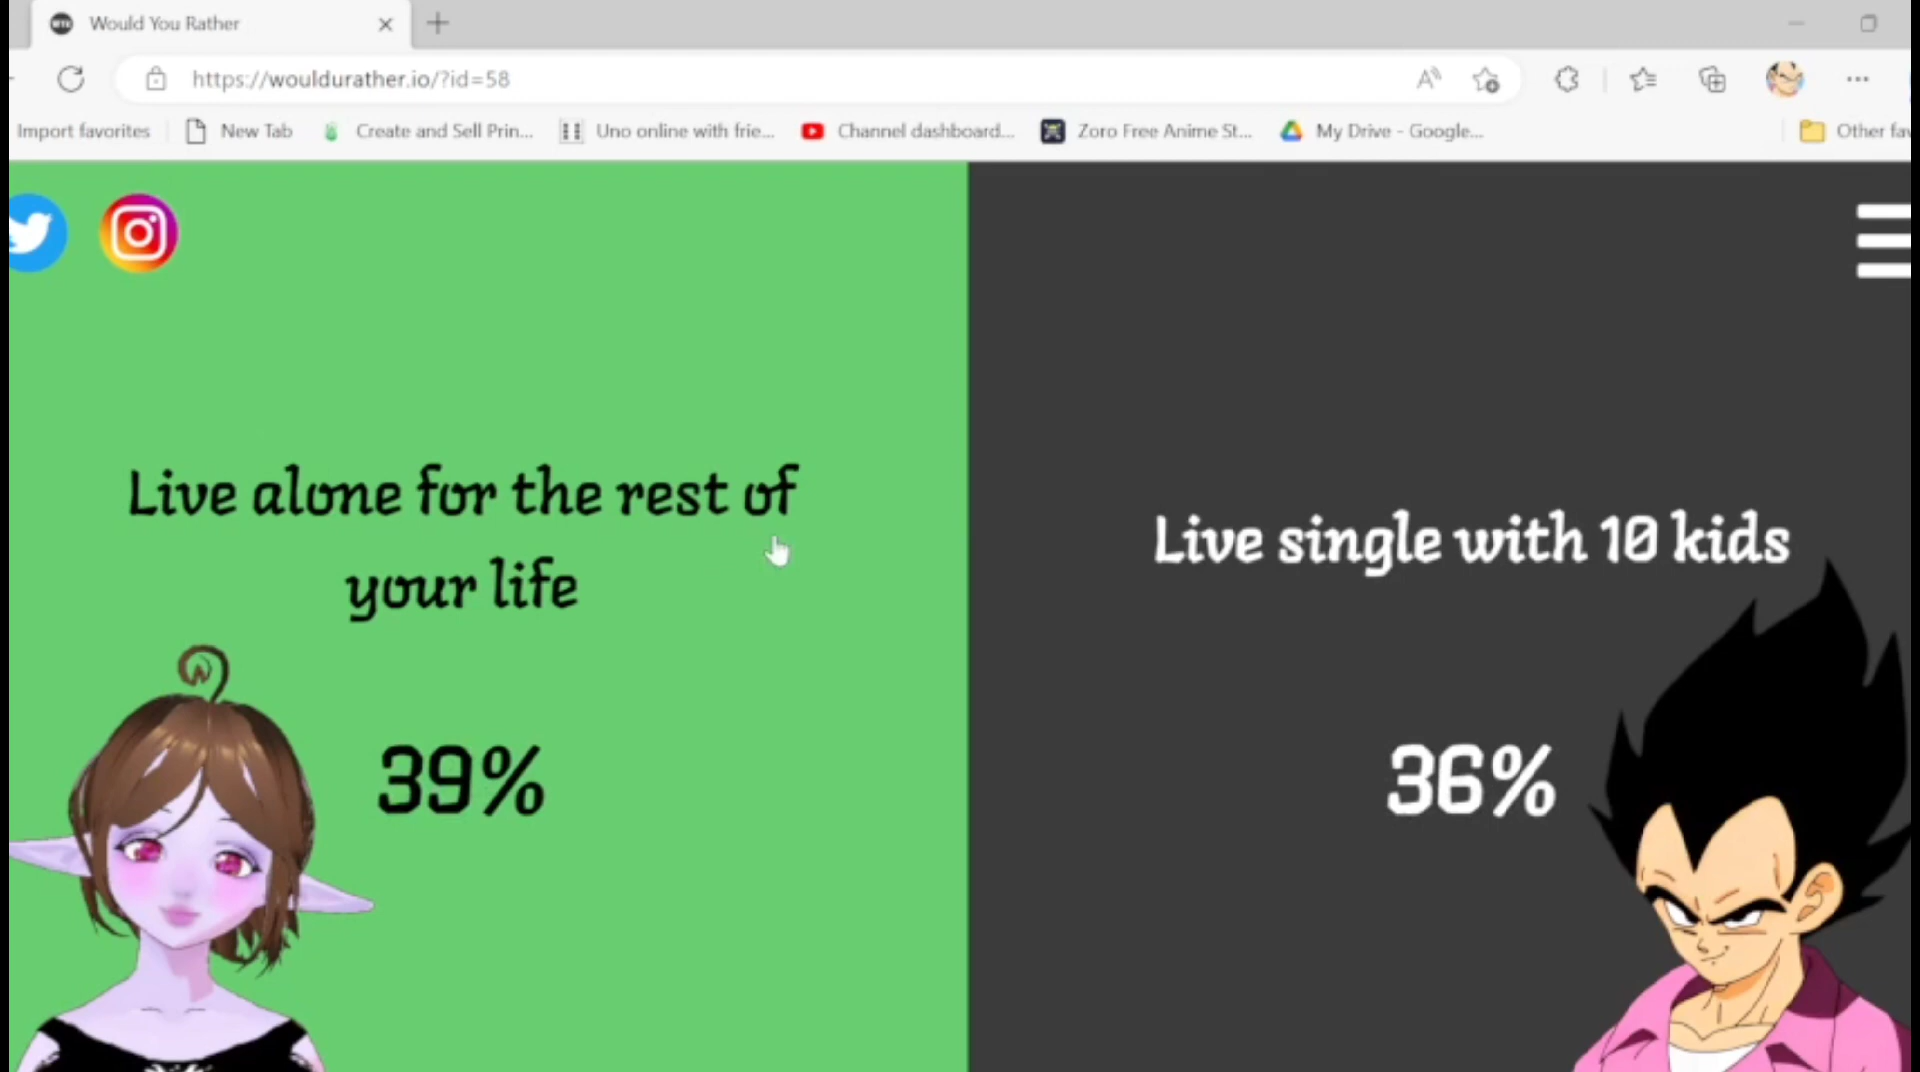 Would You Rather
https://wouldurather.io/?id=58
Import favorites New Tab Create and Sell Prin... Uno online with frie... Channel dashboard... Zoro Free Anime St... My Drive - Google... Other fav
Live alone for the rest of
your life
39%
Live single with 10 kids
36%